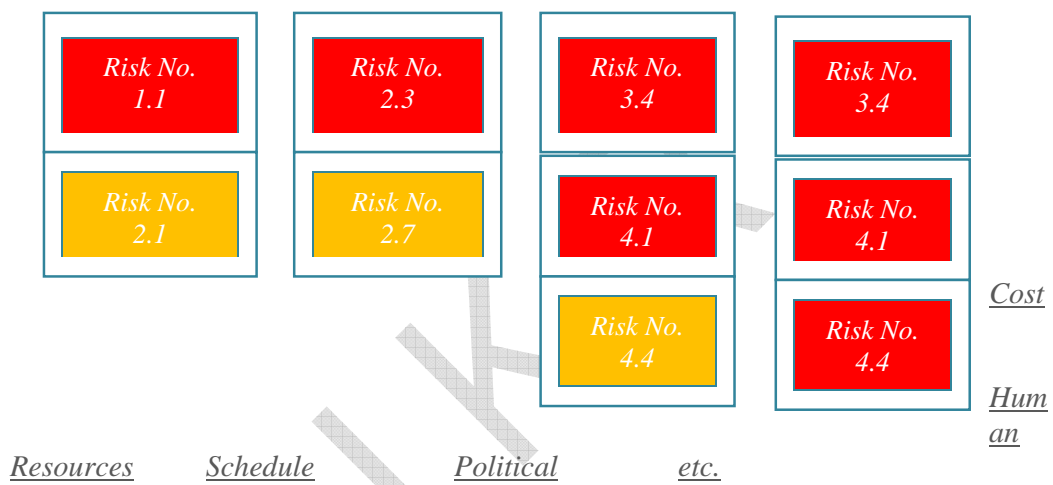 Risk No.
1.1
Risk No.
2.3
Risk No.
3.4
Risk No.
3.4
Risk No.
2.1
Risk No.
2.7
Risk No.
4.1
Risk No.
4.1
Risk No.
4.4
Risk No.
4.4
Cost
Hum
an
Resources Schedule Political etc.